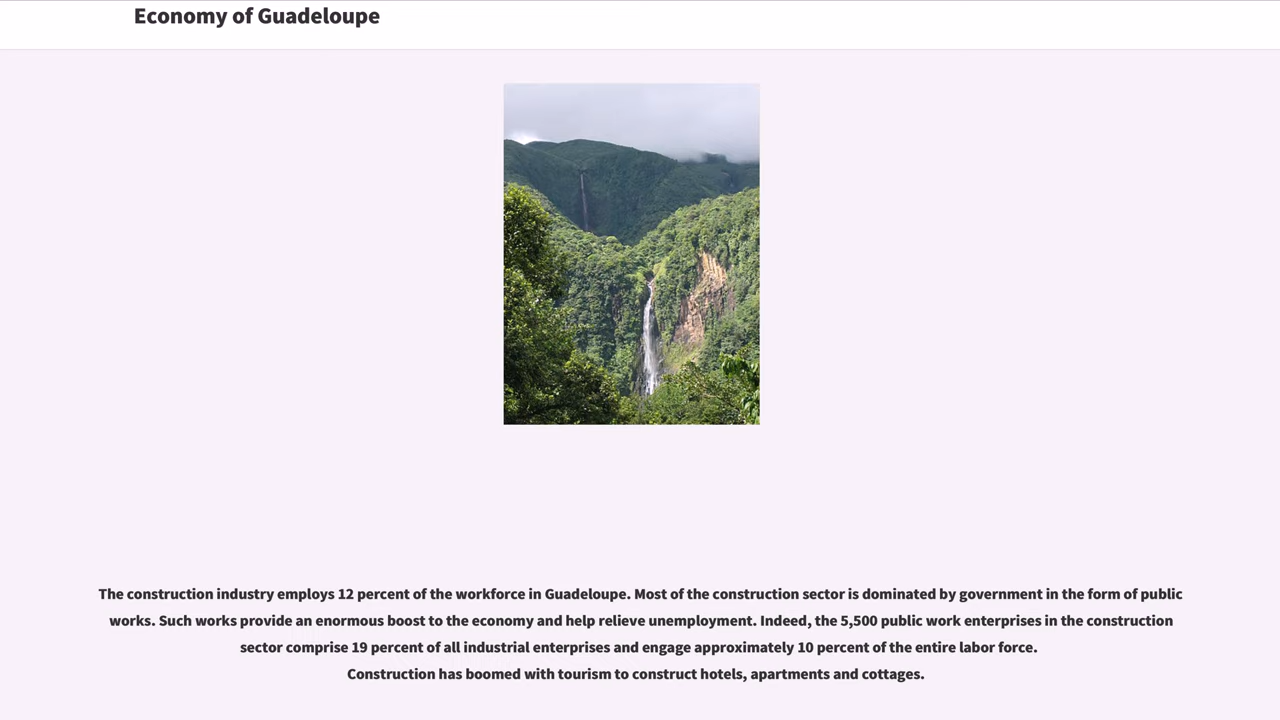 Economy of Guadeloupe
The construction industry employs 12 percent of the workforce in Guadeloupe. Most of the construction sector is dominated by government in the form of public
works. Such works provide an enormous boost to the economy and help relieve unemployment. Indeed, the 5,500 public work enterprises in the construction
sector comprise 19 percent of all industrial enterprises and engage approximately 10 percent of the entire labor force.
Construction has boomed with tourism to construct hotels, apartments and cottages.